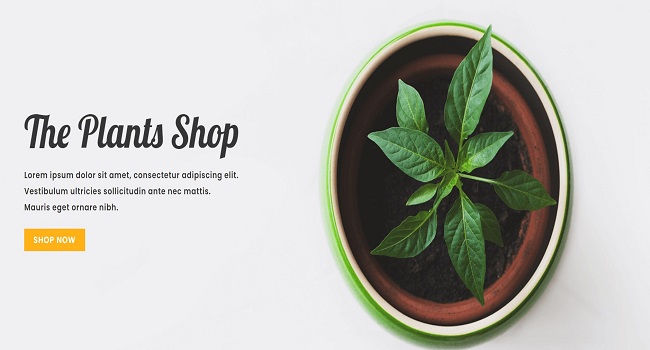 The Plants Shop
Lorem ipsum dolor sit amet, consectetur adipiscing elit.
Vestibulum ultricies sollicitudin ante nec mattis.
Mauris eget ornare nibh.
SHOP NOW